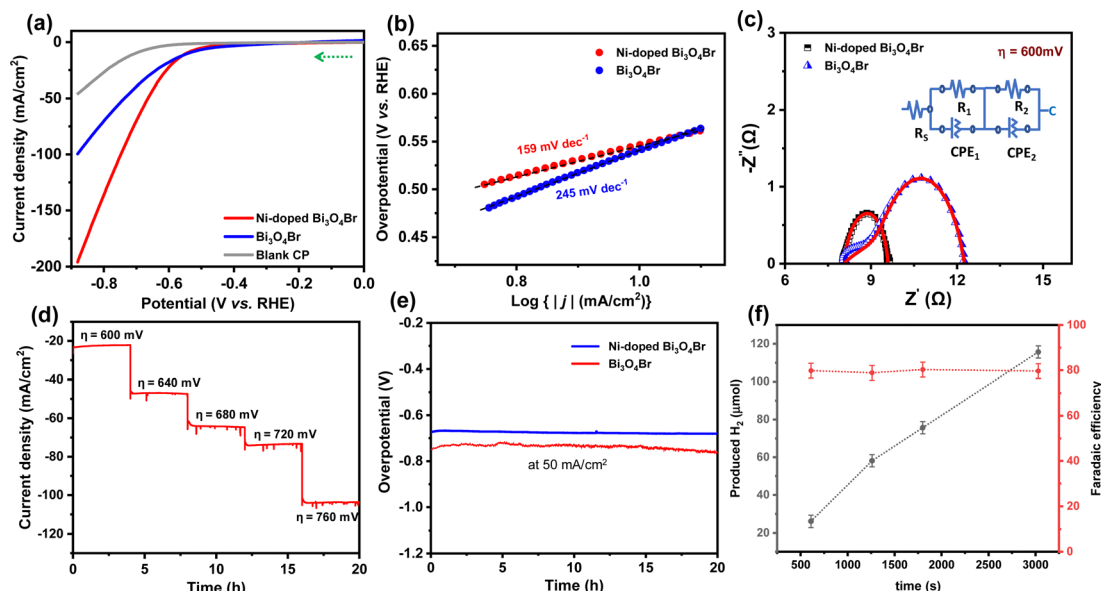 (a)
0
-50
-100
-150
-200
Current density (mA/cm²)
-0.8
-0.6
-0.4
-0.2
0.0
Potential (V vs. RHE)
Ni-doped Bi₃O₄Br
Bi₃O₄Br
Blank CP
(b)
0.65
0.60
0.55
0.50
0.45
Overpotential (V vs. RHE)
Ni-doped Bi₃O₄Br
Bi₃O₄Br
159 mV dec⁻¹
245 mV dec⁻¹
0.8
1.0
Log { | j | (mA/cm²)}
(c)
3
2
1
0
-Z" (Ω)
Ni-doped Bi₃O₄Br
Bi₃O₄Br
η = 600mV
R₁
R₂
R_S
C
CPE₁
CPE₂
6
9
12
15
Z' (Ω)
(d)
-20
-40
-60
-80
-100
-120
Current density (mA/cm²)
η = 600 mV
η = 640 mV
η = 680 mV
η = 720 mV
η = 760 mV
0
5
10
15
20
Time (h)
(e)
-0.2
-0.4
-0.6
-0.8
-1.0
-1.2
Overpotential (V)
Ni-doped Bi₃O₄Br
Bi₃O₄Br
at 50 mA/cm²
0
5
10
15
20
Time (h)
(f)
120
100
80
60
40
20
Produced H₂ (μmol)
100
80
60
40
20
0
Faradaic efficiency
500
1000
1500
2000
2500
3000
time (s)